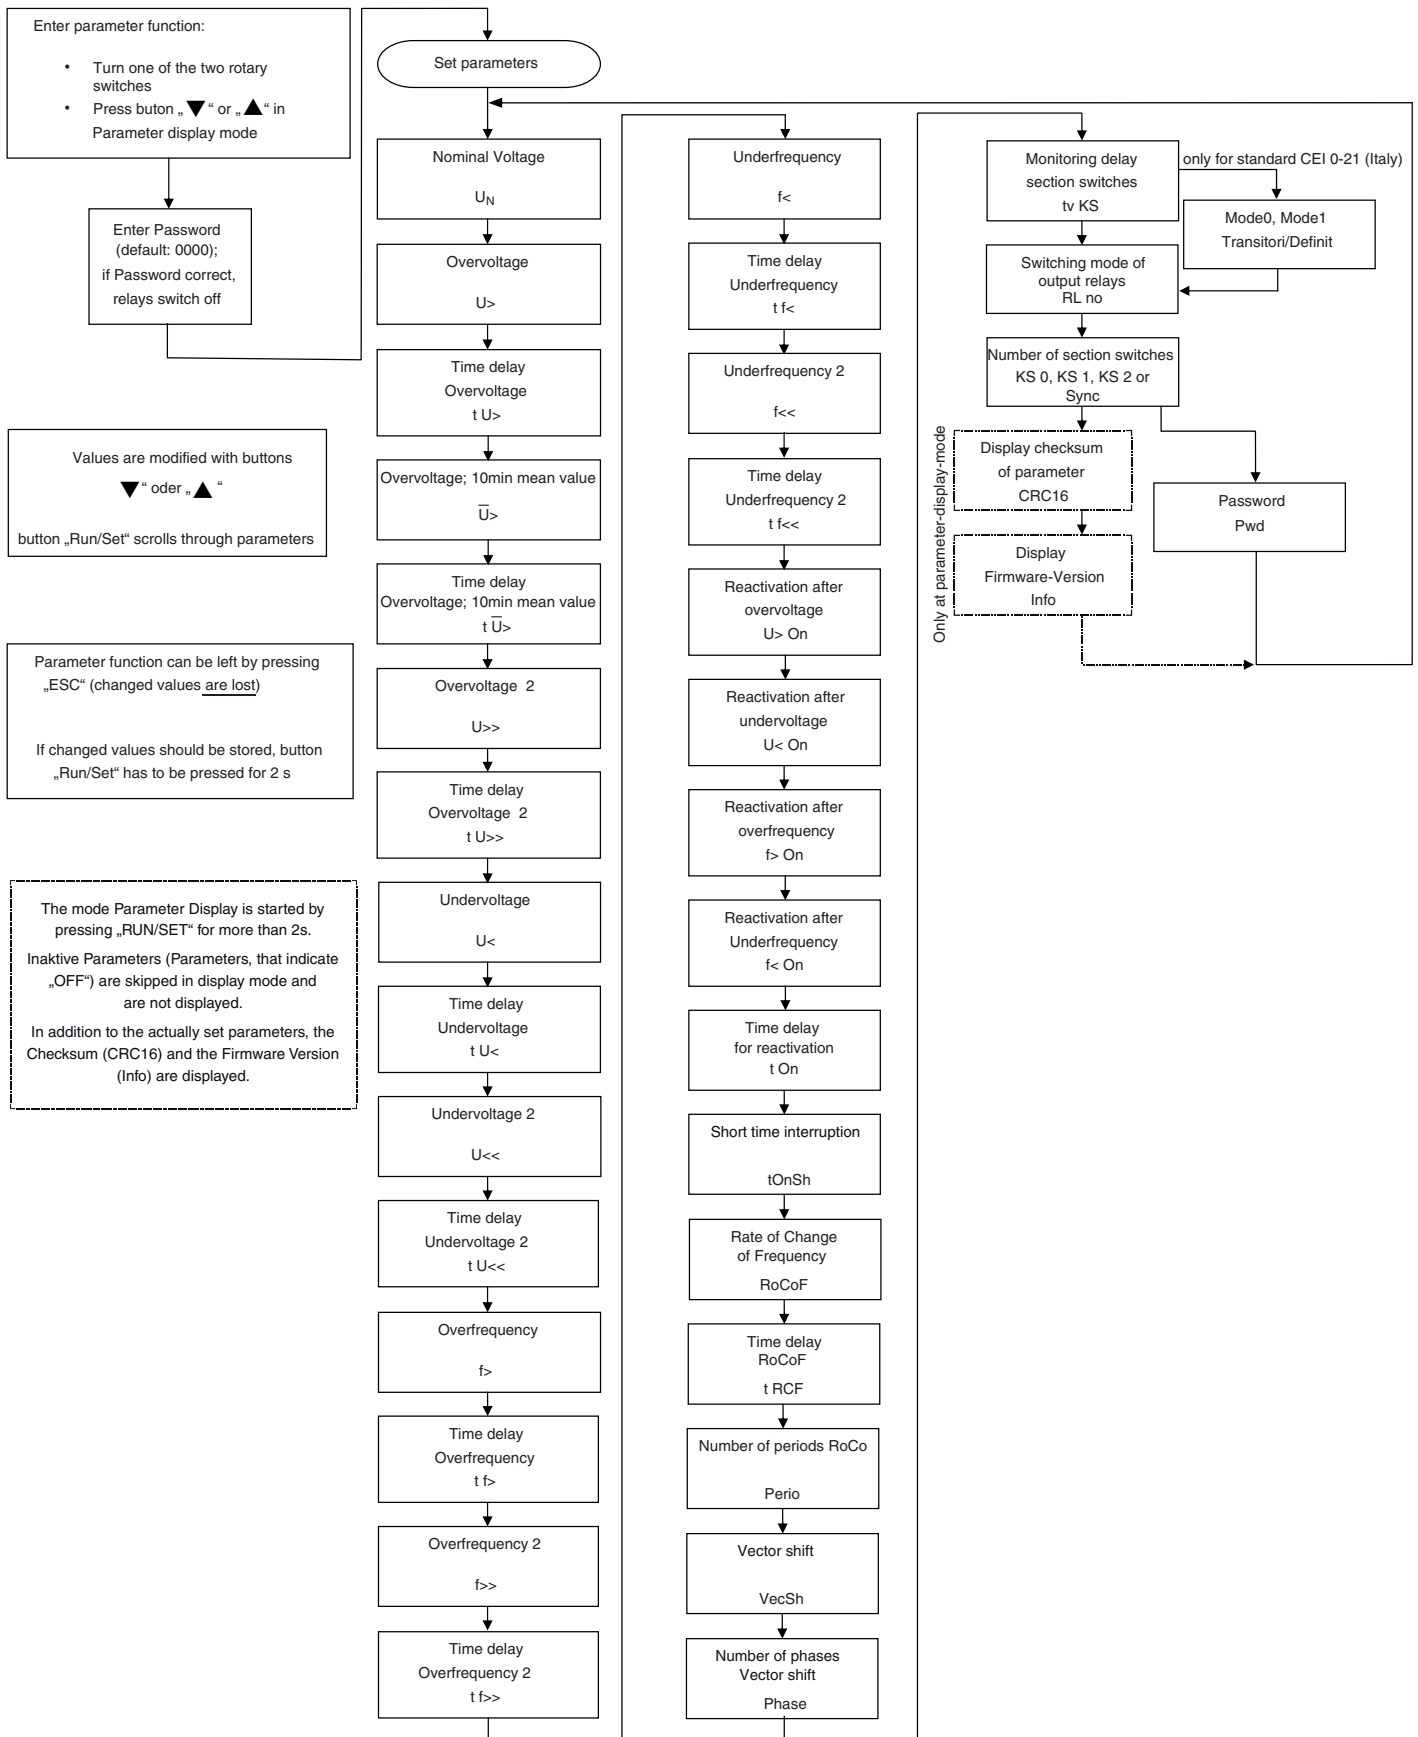 Enter parameter function:
• Turn one of the two rotary
switches
• Press buton „▼“ or „▲“ in
Parameter display mode
Enter Password
(default: 0000);
if Password correct,
relays switch off
Values are modified with buttons
▼“ oder „▲ “
button „Run/Set“ scrolls through parameters
Parameter function can be left by pressing
„ESC“ (changed values are lost)
If changed values should be stored, button
„Run/Set“ has to be pressed for 2 s
The mode Parameter Display is started by
pressing „RUN/SET“ for more than 2s.
Inaktive Parameters (Parameters, that indicate
„OFF“) are skipped in display mode and
are not displayed.
In addition to the actually set parameters, the
Checksum (CRC16) and the Firmware Version
(Info) are displayed.
Set parameters
Nominal Voltage
U_N
Overvoltage
U>
Time delay
Overvoltage
t U>
Overvoltage; 10min mean value
U̅>
Time delay
Overvoltage; 10min mean value
t U̅>
Overvoltage 2
U>>
Time delay
Overvoltage 2
t U>>
Undervoltage
U<
Time delay
Undervoltage
t U<
Undervoltage 2
U<<
Time delay
Undervoltage 2
t U<<
Overfrequency
f>
Time delay
Overfrequency
t f>
Overfrequency 2
f>>
Time delay
Overfrequency 2
t f>>
Underfrequency
f<
Time delay
Underfrequency
t f<
Underfrequency 2
f<<
Time delay
Underfrequency 2
t f<<
Reactivation after
overvoltage
U> On
Reactivation after
undervoltage
U< On
Reactivation after
overfrequency
f> On
Reactivation after
Underfrequency
f< On
Time delay
for reactivation
t On
Short time interruption
tOnSh
Rate of Change
of Frequency
RoCoF
Time delay
RoCoF
t RCF
Number of periods RoCo
Perio
Vector shift
VecSh
Number of phases
Vector shift
Phase
Monitoring delay
section switches
tv KS
only for standard CEI 0-21 (Italy)
Mode0, Mode1
Transitori/Definit
Switching mode of
output relays
RL no
Number of section switches
KS 0, KS 1, KS 2 or
Sync
Only at parameter-display-mode
Display checksum
of parameter
CRC16
Display
Firmware-Version
Info
Password
Pwd